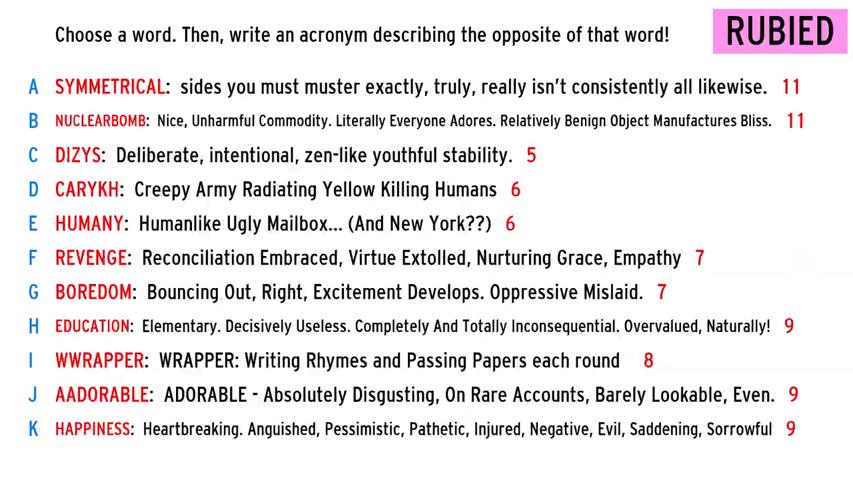 Choose a word. Then, write an acronym describing the opposite of that word!
RUBIED
A SYMMETRICAL: sides you must muster exactly, truly, really isn't consistently all likewise. 11
B NUCLEARBOMB: Nice, Unharmful Commodity. Literally Everyone Adores. Relatively Benign Object Manufactures Bliss. 11
C DIZYS: Deliberate, intentional, zen-like youthful stability. 5
D CARYKH: Creepy Army Radiating Yellow Killing Humans 6
E HUMANY: Humanlike Ugly Mailbox... (And New York??) 6
F REVENGE: Reconciliation Embraced, Virtue Extolled, Nurturing Grace, Empathy 7
G BOREDOM: Bouncing Out, Right, Excitement Develops. Oppressive Mislaid. 7
H EDUCATION: Elementary. Decisively Useless. Completely And Totally Inconsequential. Overvalued, Naturally! 9
I WWRAPPER: WRAPPER: Writing Rhymes and Passing Papers each round 8
J AADORABLE: ADORABLE - Absolutely Disgusting, On Rare Accounts, Barely Lookable, Even. 9
K HAPPINESS: Heartbreaking. Anguished, Pessimistic, Pathetic, Injured, Negative, Evil, Saddening, Sorrowful 9